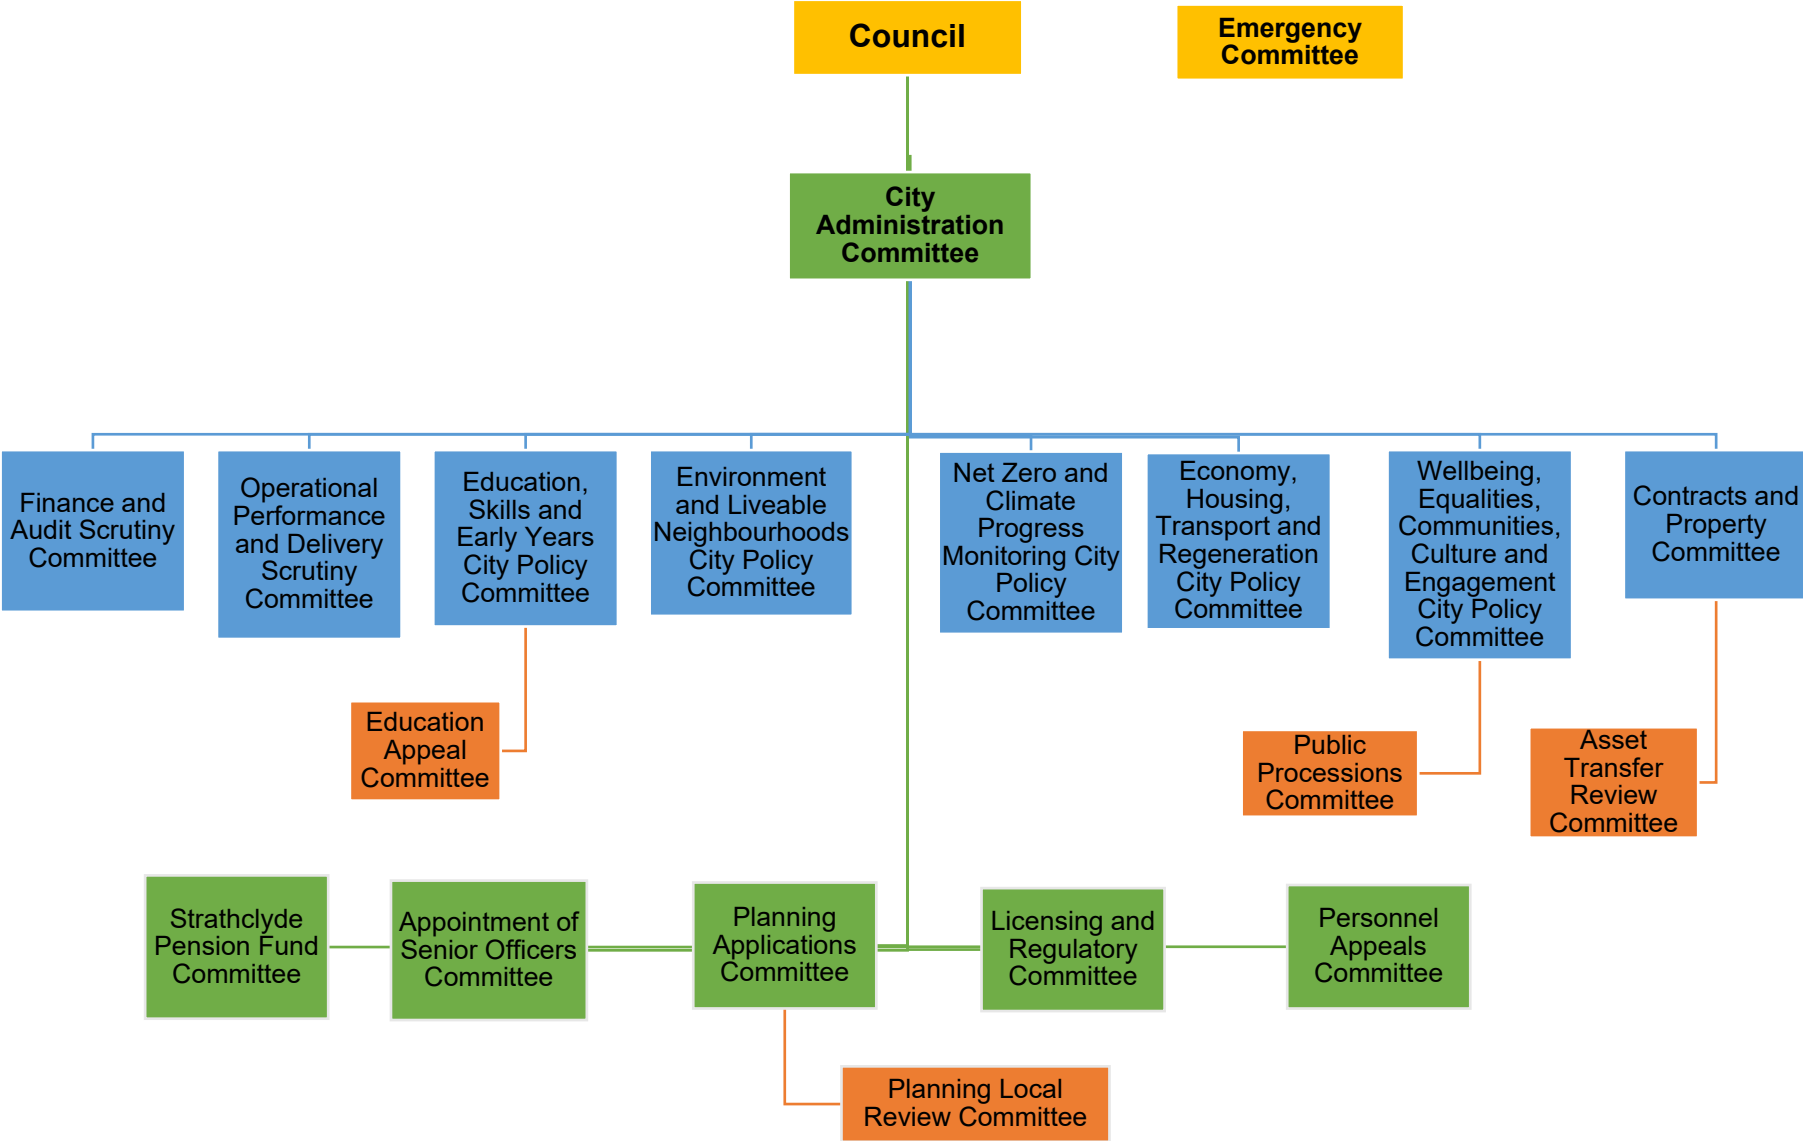 Council
Emergency
Committee
City
Administration
Committee
Finance and
Audit Scrutiny
Committee
Operational
Performance
and Delivery
Scrutiny
Committee
Education,
Skills and
Early Years
City Policy
Committee
Environment
and Liveable
Neighbourhoods
City Policy
Committee
Net Zero and
Climate
Progress
Monitoring City
Policy
Committee
Economy,
Housing,
Transport and
Regeneration
City Policy
Committee
Wellbeing,
Equalities,
Communities,
Culture and
Engagement
City Policy
Committee
Contracts and
Property
Committee
Education
Appeal
Committee
Public
Processions
Committee
Asset
Transfer
Review
Committee
Strathclyde
Pension Fund
Committee
Appointment of
Senior Officers
Committee
Planning
Applications
Committee
Licensing and
Regulatory
Committee
Personnel
Appeals
Committee
Planning Local
Review Committee